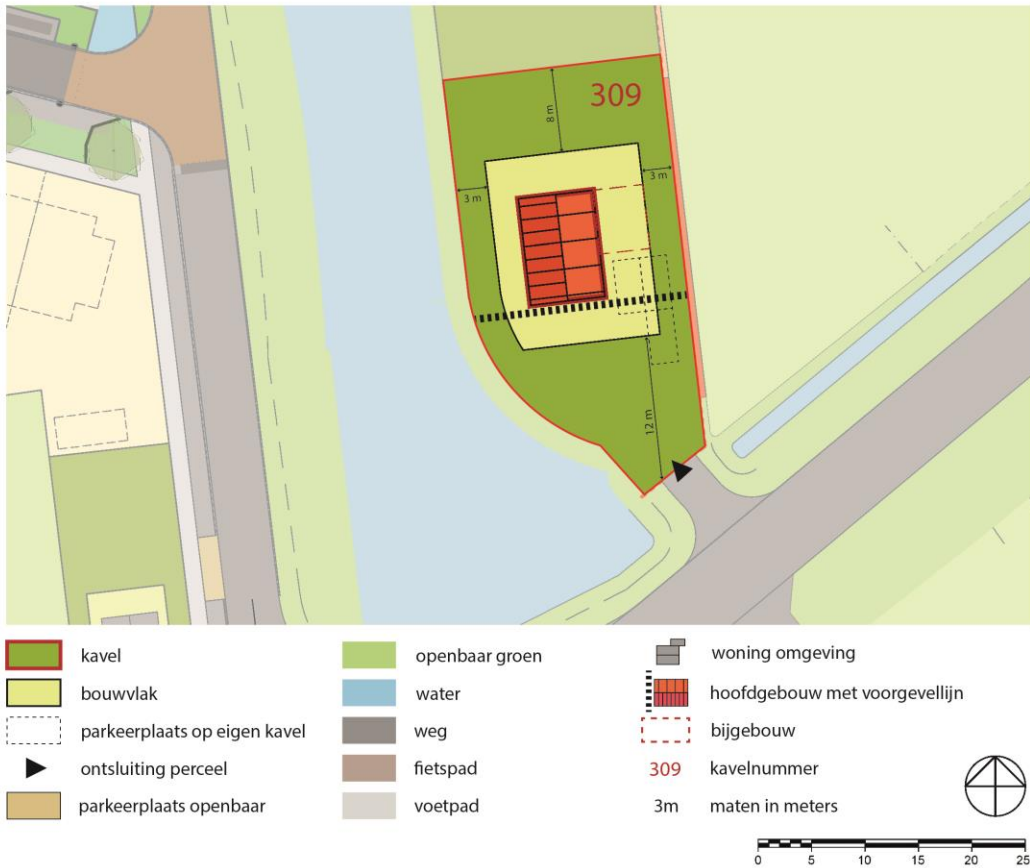 309
8 m
3 m
3 m
12 m
kavel
bouwvlak
parkeerplaats op eigen kavel
ontsluiting perceel
parkeerplaats openbaar
openbaar groen
water
weg
fietspad
voetpad
woning omgeving
hoofdgebouw met voorgevellijn
bijgebouw
309 kavelnummer
3m maten in meters
0 5 10 15 20 25